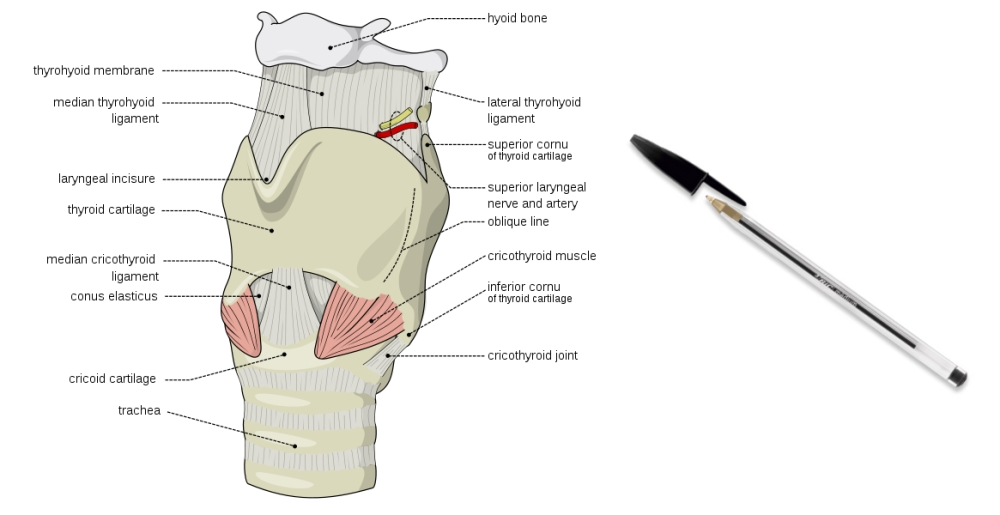 hyoid bone
thyrohyoid membrane
median thyrohyoid
ligament
lateral thyrohyoid
ligament
superior cornu
of thyroid cartilage
laryngeal incisure
superior laryngeal
nerve and artery
thyroid cartilage
oblique line
median cricothyroid
ligament
cricothyroid muscle
conus elasticus
inferior cornu
of thyroid cartilage
cricothyroid joint
cricoid cartilage
trachea